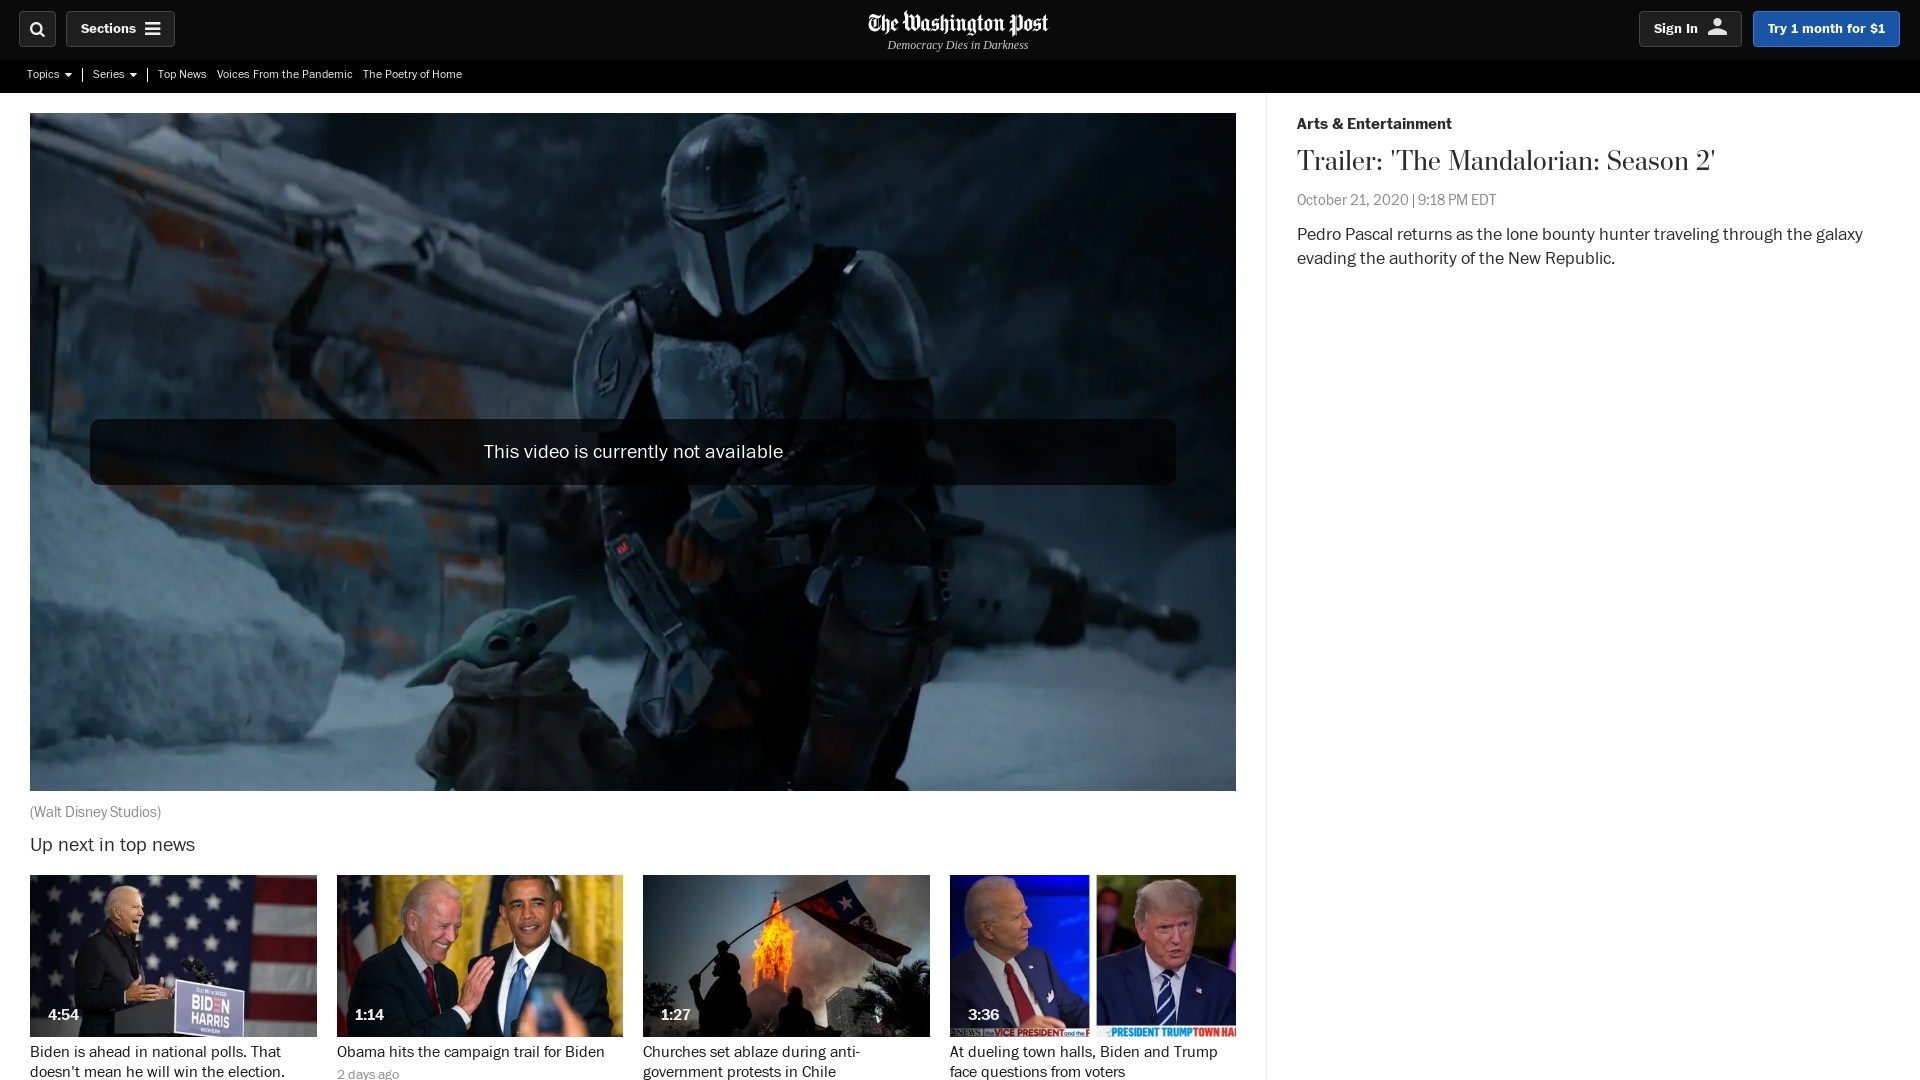 Sections
The Washington Post
Democracy Dies in Darkness
Sign In
Try 1 month for $1
Topics
Series
Top News
Voices From the Pandemic
The Poetry of Home
This video is currently not available
(Walt Disney Studios)
Arts & Entertainment
Trailer: 'The Mandalorian: Season 2'
October 21, 2020 | 9:18 PM EDT
Pedro Pascal returns as the lone bounty hunter traveling through the galaxy
evading the authority of the New Republic.
Up next in top news
BIDEN
HARRIS
4:54
Biden is ahead in national polls. That
doesn't mean he will win the election.
1:14
Obama hits the campaign trail for Biden
2 days ago
1:27
Churches set ablaze during anti-
government protests in Chile
3:36
NEWS | the VICE PRESIDENT and the P
PRESIDENT TRUMP TOWN HAL
At dueling town halls, Biden and Trump
face questions from voters